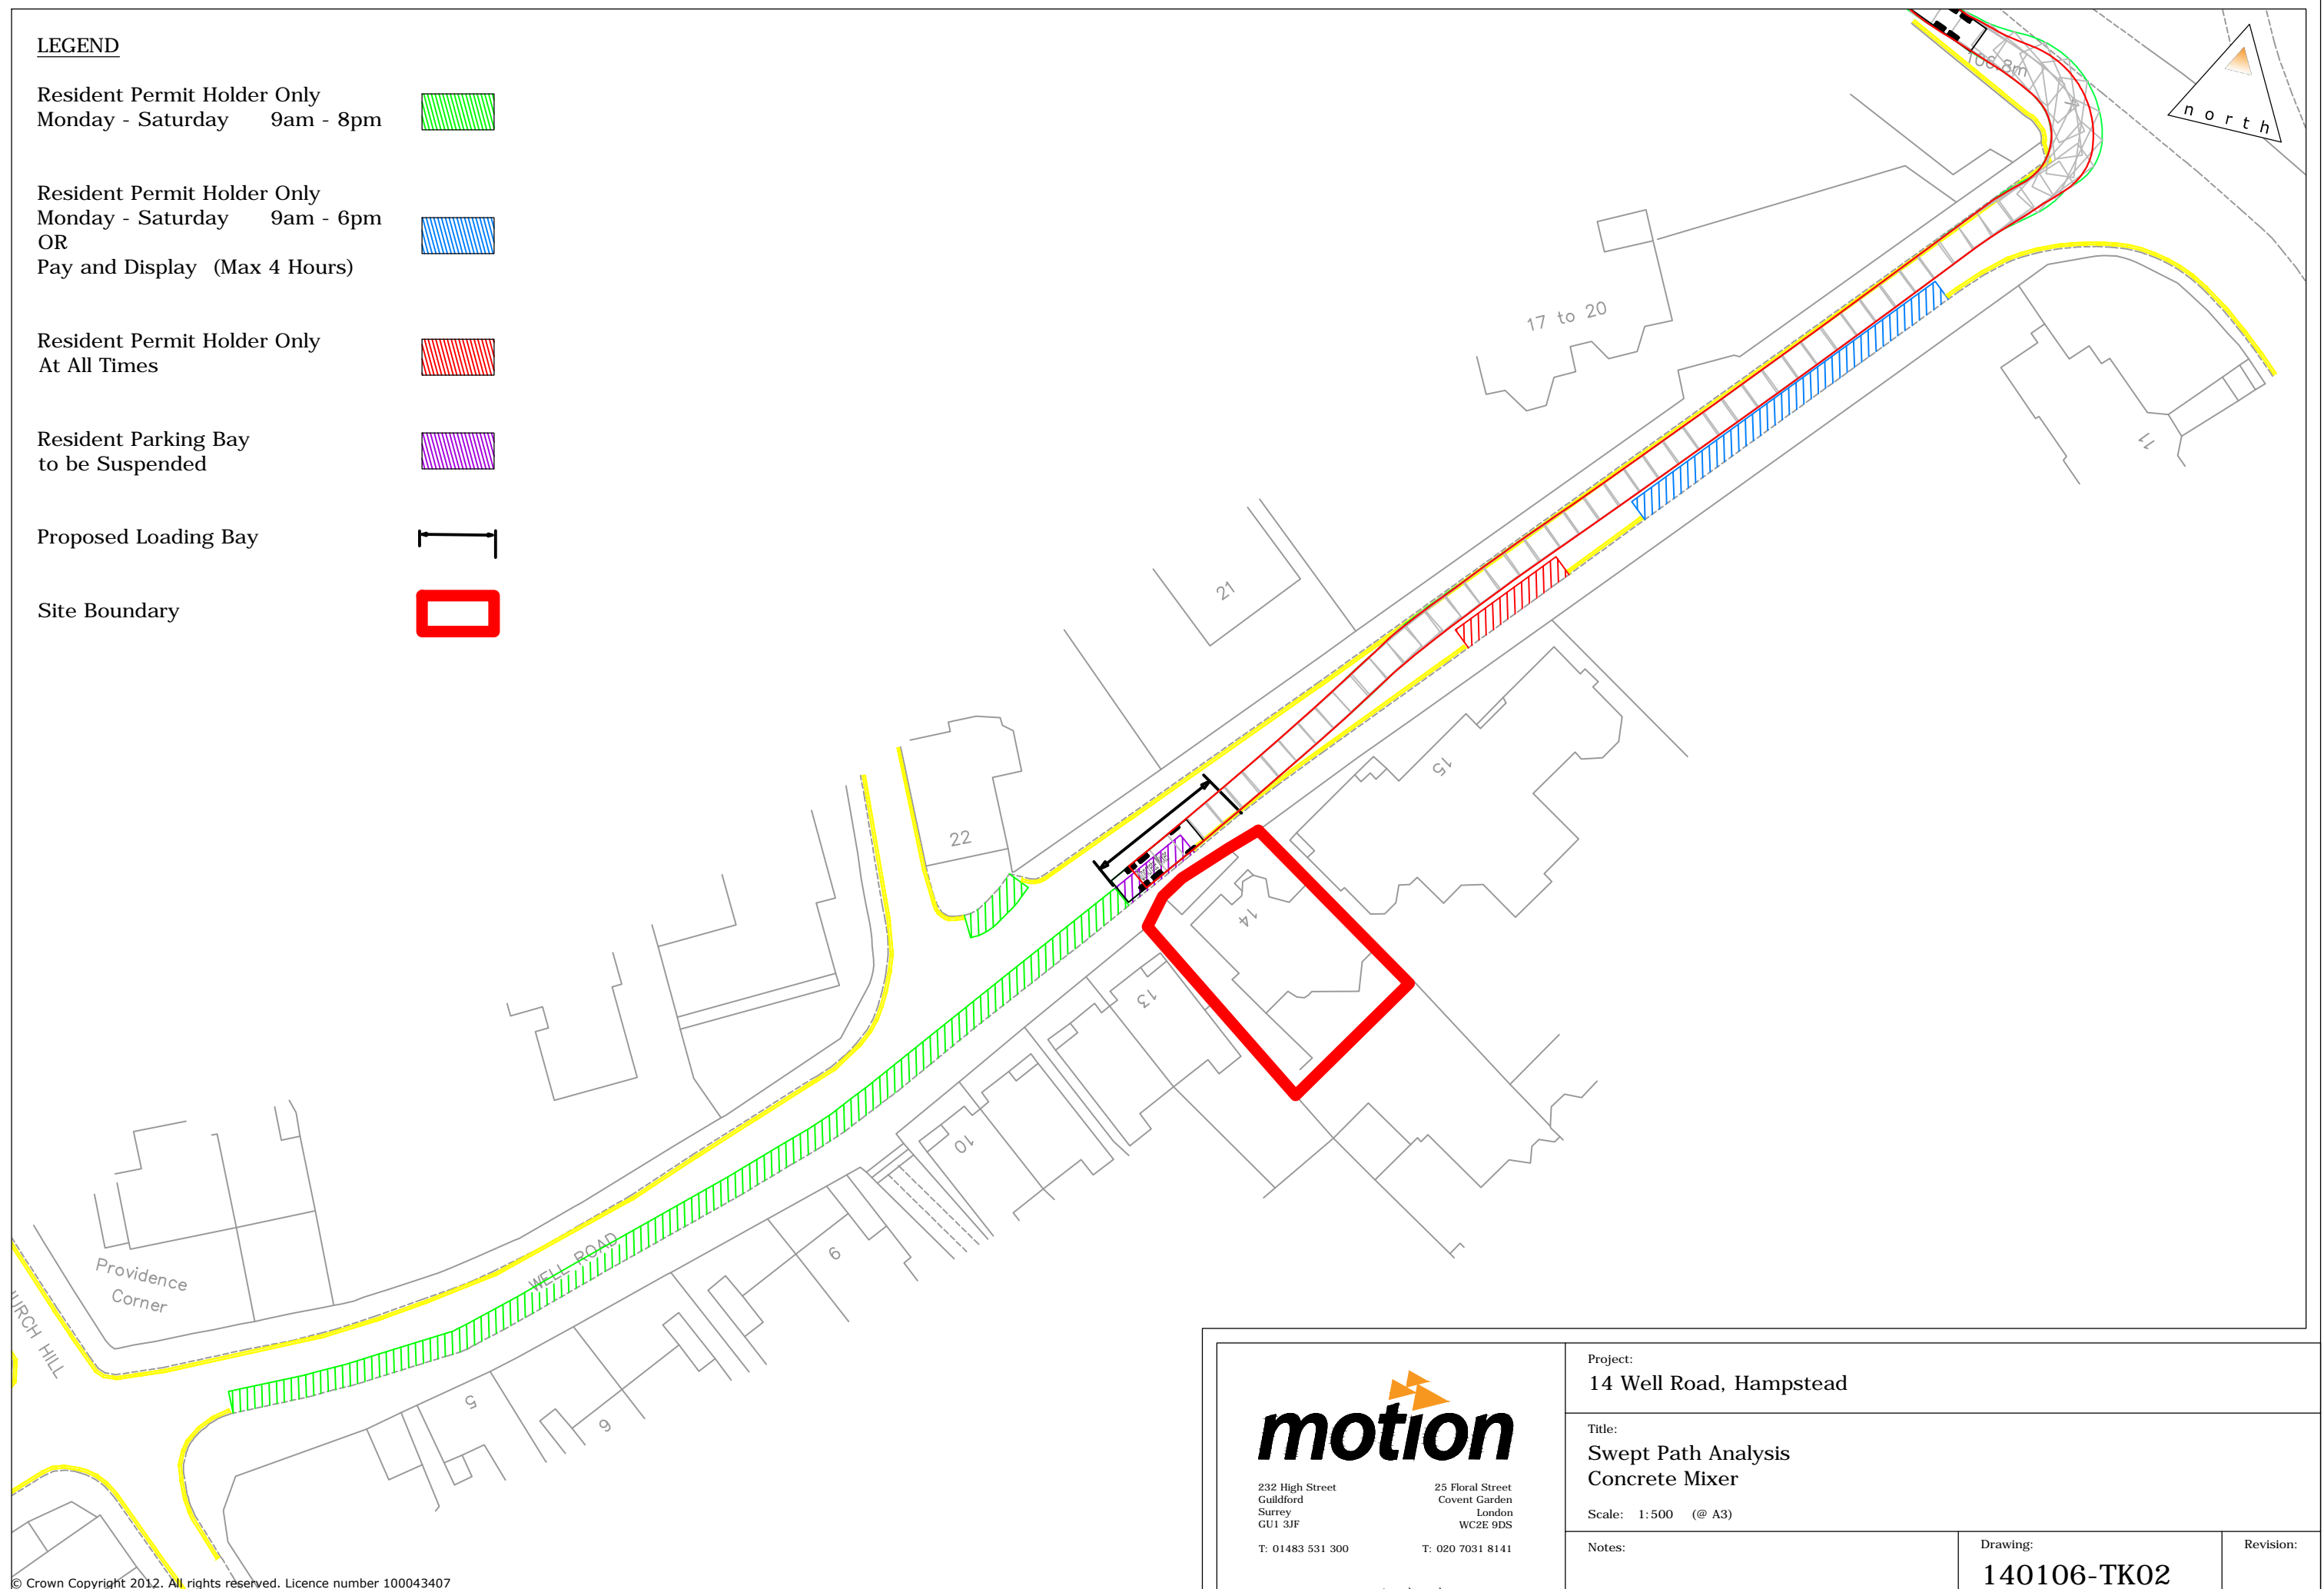 LEGEND
Resident Permit Holder Only
Monday - Saturday 9am - 8pm
Resident Permit Holder Only
Monday - Saturday 9am - 6pm
OR
Pay and Display (Max 4 Hours)
Resident Permit Holder Only
At All Times
Resident Parking Bay
to be Suspended
Proposed Loading Bay
Site Boundary
106.8m
north
17 to 20
11
21
15
22
14
13
10
9
WELL ROAD
Providence
Corner
URCH HILL
5
6
motion
232 High Street
Guildford
Surrey
GU1 3JF
T: 01483 531 300
25 Floral Street
Covent Garden
London
WC2E 9DS
T: 020 7031 8141
Project:
14 Well Road, Hampstead
Title:
Swept Path Analysis
Concrete Mixer
Scale: 1:500 (@ A3)
Notes:
Drawing:
140106-TK02
Revision:
© Crown Copyright 2012. All rights reserved. Licence number 100043407